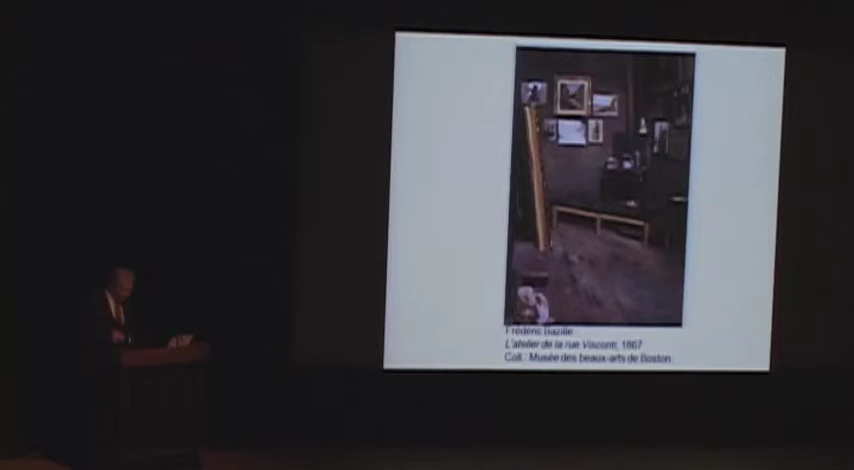 Frédéric Bazille
L'atelier de la rue Visconti, 1867
Coll. : Musée des beaux-arts de Boston.